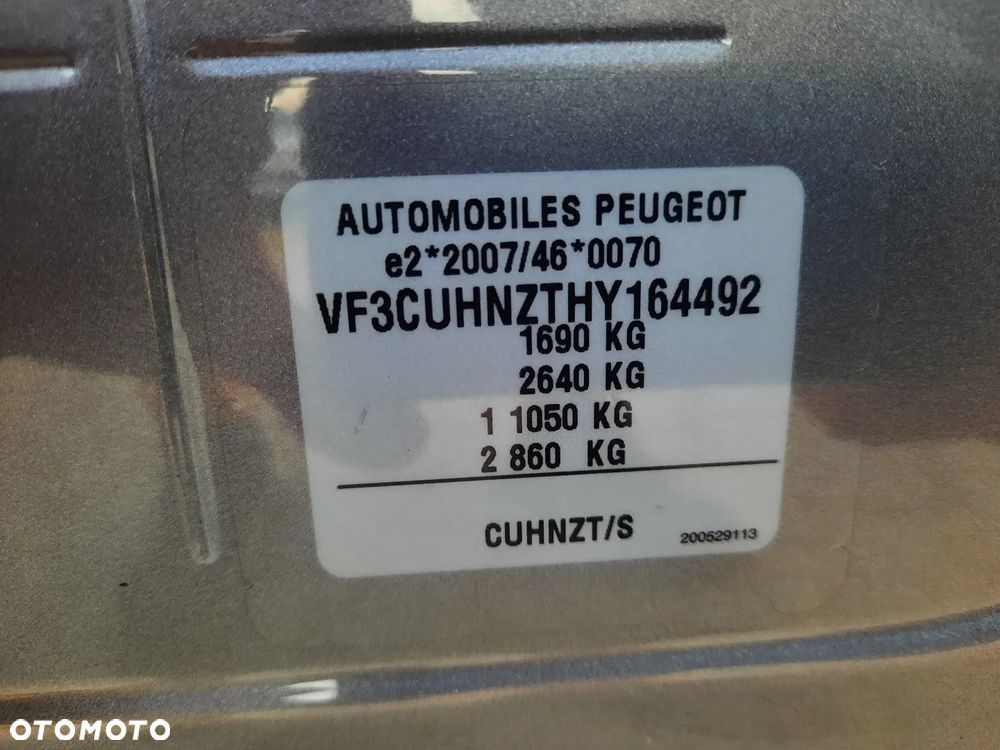 AUTOMOBILES PEUGEOT
e2*2007/46*0070
VF3CUHNZTHY164492
1690 KG
2640 KG
1 1050 KG
2 860 KG
CUHNZT/S
200529113
OTOMOTO